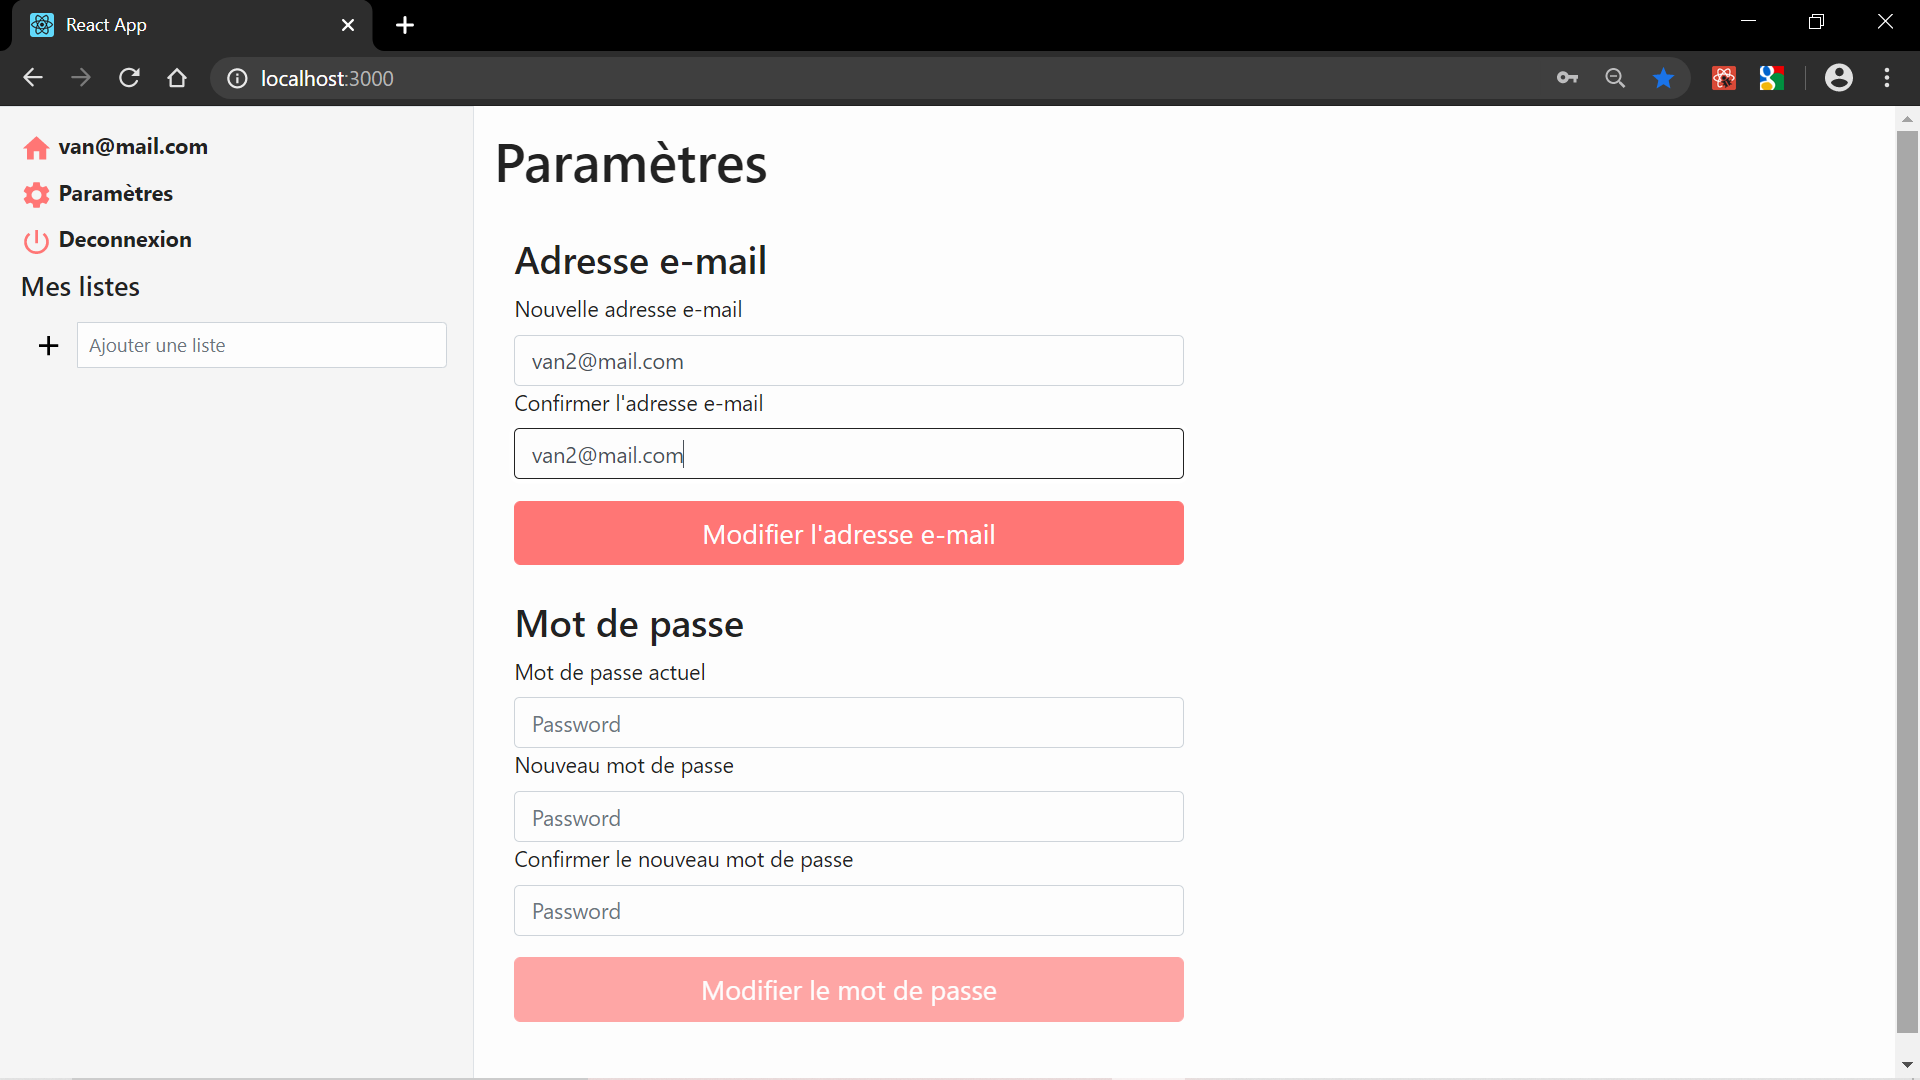 React App
localhost:3000
van@mail.com
Paramètres
Deconnexion
Mes listes
Ajouter une liste
Paramètres
Adresse e-mail
Nouvelle adresse e-mail
van2@mail.com
Confirmer l'adresse e-mail
van2@mail.com
Modifier l'adresse e-mail
Mot de passe
Mot de passe actuel
Password
Nouveau mot de passe
Password
Confirmer le nouveau mot de passe
Password
Modifier le mot de passe